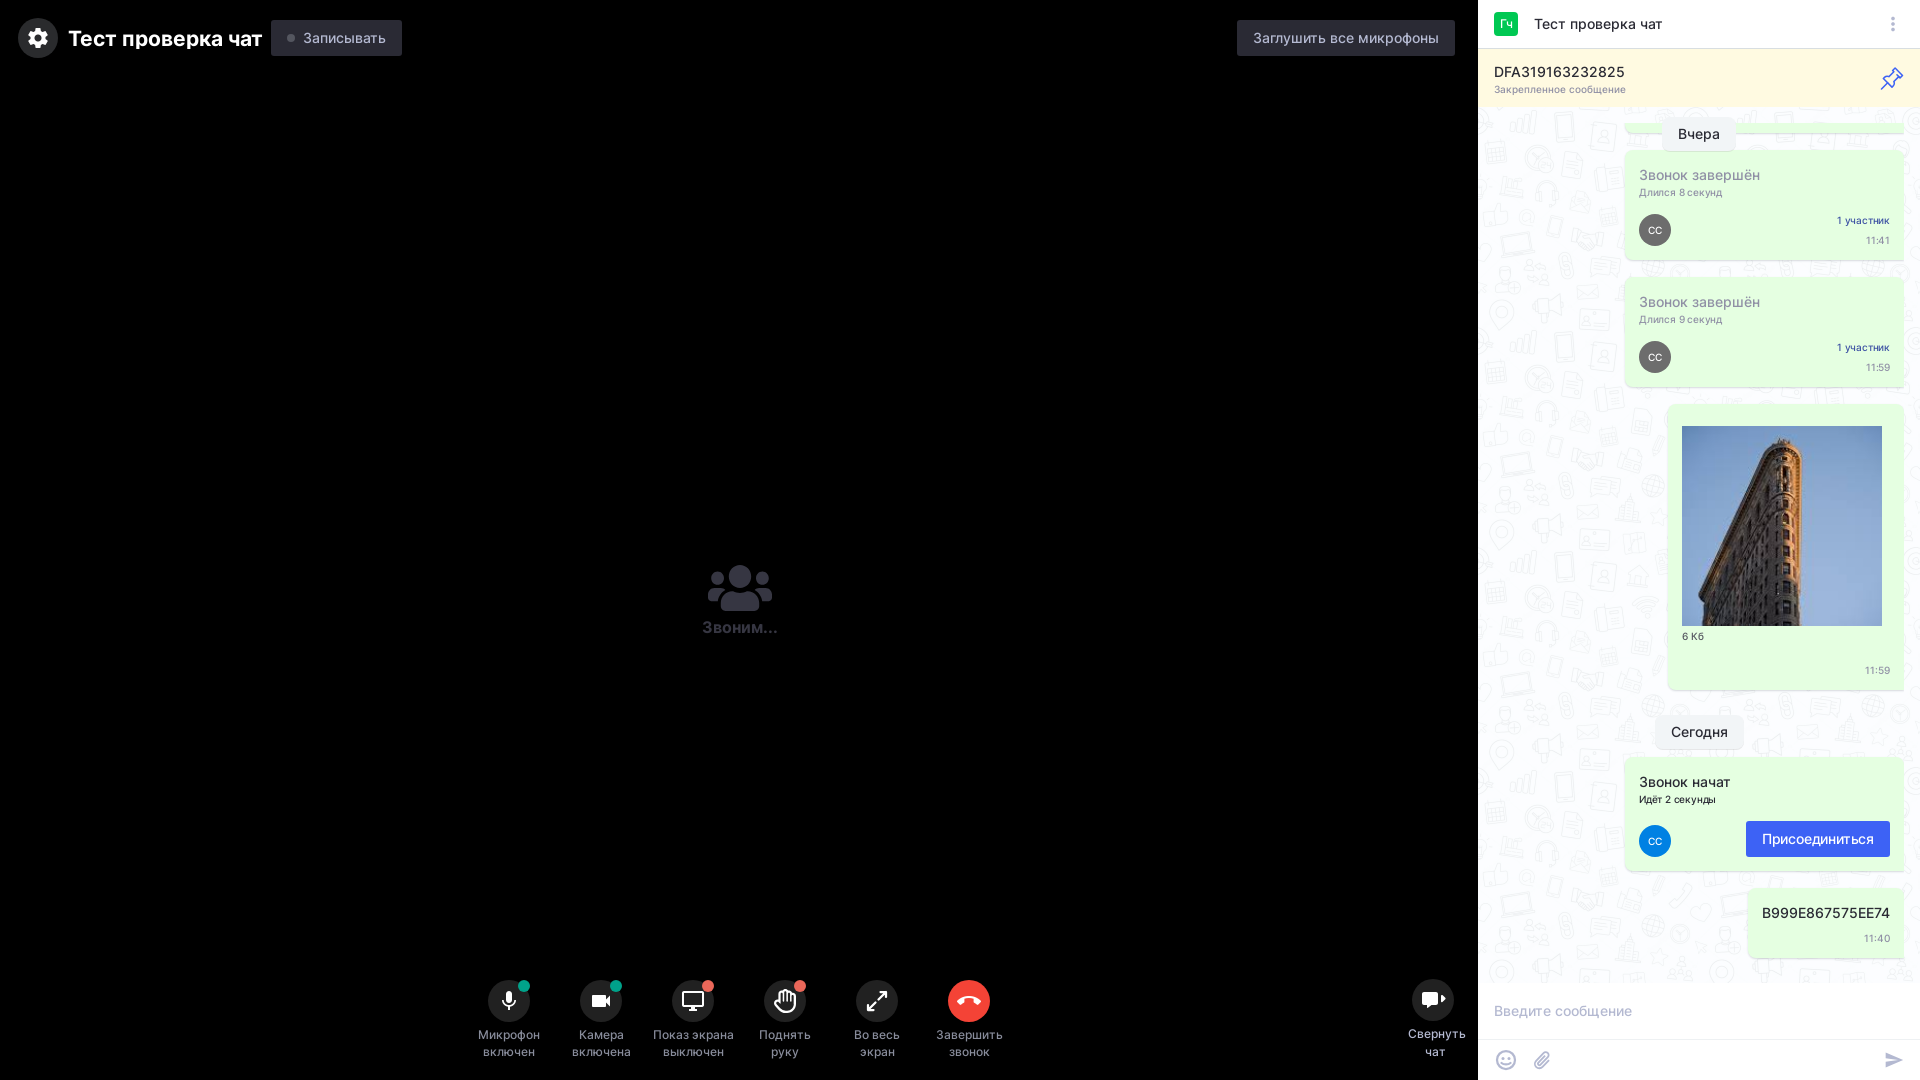 Тест проверка чат
Записывать
Заглушить все микрофоны
Звоним...
Микрофон
включен
Камера
включена
Показ экрана
выключен
Поднять
руку
Во весь
экран
Завершить
звонок
Свернуть
чат
Гч
Тест проверка чат
DFA319163232825
Закрепленное сообщение
Вчера
Звонок завершён
Длился 8 секунд
СС
1 участник
11:41
Звонок завершён
Длился 9 секунд
СС
1 участник
11:59
6 Кб
11:59
Сегодня
Звонок начат
Идёт 2 секунды
СС
Присоединиться
B999E867575EE74
11:40
Введите сообщение